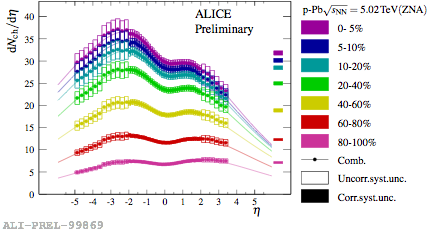 ALICE
Preliminary
dN_ch/dη
40
35
30
25
20
15
10
5
0
-5 -4 -3 -2 -1 0 1 2 3 4 5
η
p-Pb √s_NN = 5.02 TeV (ZNA)
0- 5%
5-10%
10-20%
20-40%
40-60%
60-80%
80-100%
Comb.
Uncorr.syst.unc.
Corr.syst.unc.
ALI-PREL-99869